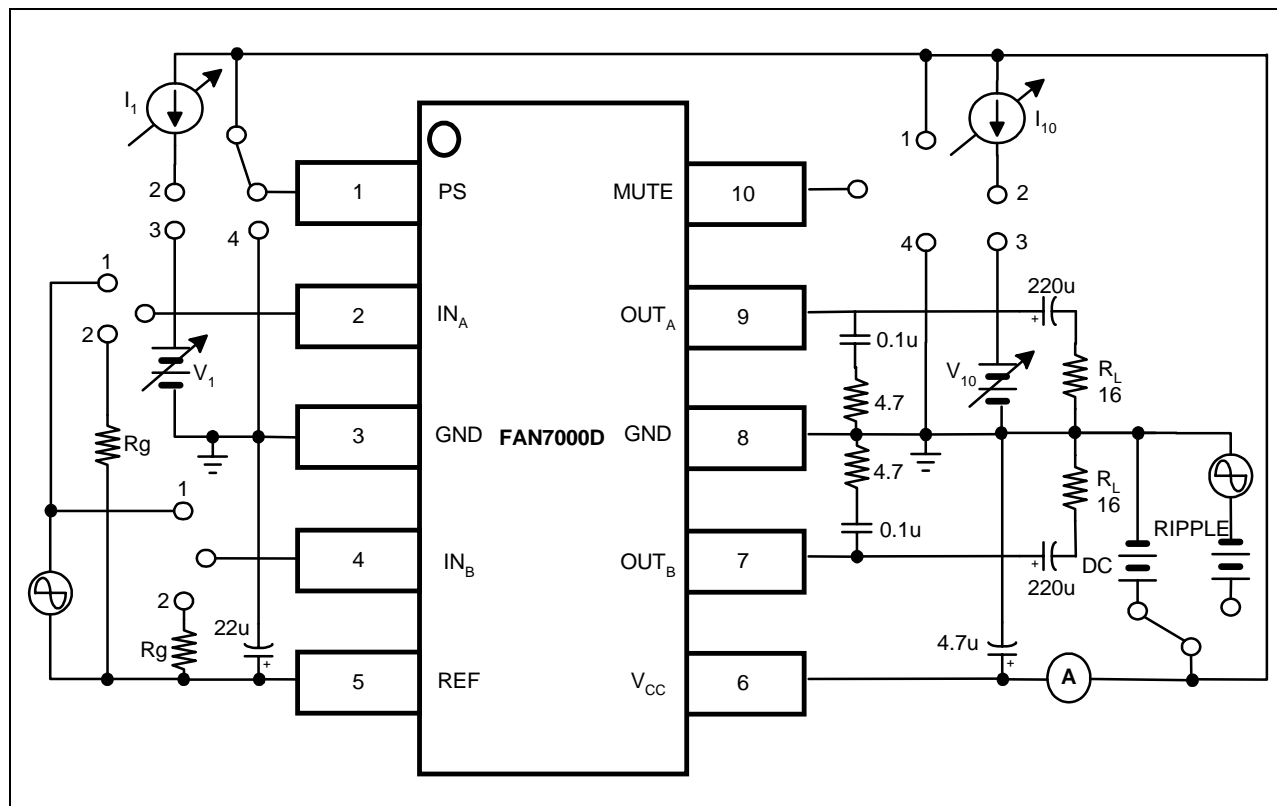 I1
1
I10
2
1
PS
MUTE
10
2
3
4
4
3
1
220u
2
INA
OUTA
9
0.1u
2
V1
V10
RL
16
4.7
Rg
3
GND
FAN7000D
GND
8
4.7
1
RL
16
0.1u
RIPPLE
4
INB
OUTB
7
DC
220u
2
22u
4.7u
Rg
5
REF
VCC
6
A
+
+
+
+